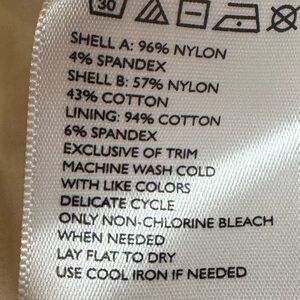 30
SHELL A: 96% NYLON
4% SPANDEX
SHELL B: 57% NYLON
43% COTTON
LINING: 94% COTTON
6% SPANDEX
EXCLUSIVE OF TRIM
MACHINE WASH COLD
WITH LIKE COLORS
DELICATE CYCLE
ONLY NON-CHLORINE BLEACH
WHEN NEEDED
LAY FLAT TO DRY
USE COOL IRON IF NEEDED